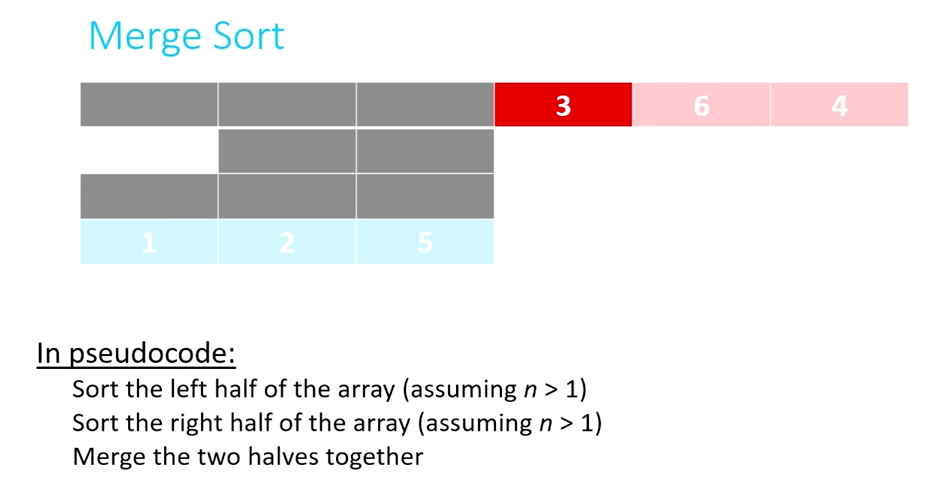 Merge Sort
3 6 4
1 2 5
In pseudocode:
Sort the left half of the array (assuming n > 1)
Sort the right half of the array (assuming n > 1)
Merge the two halves together